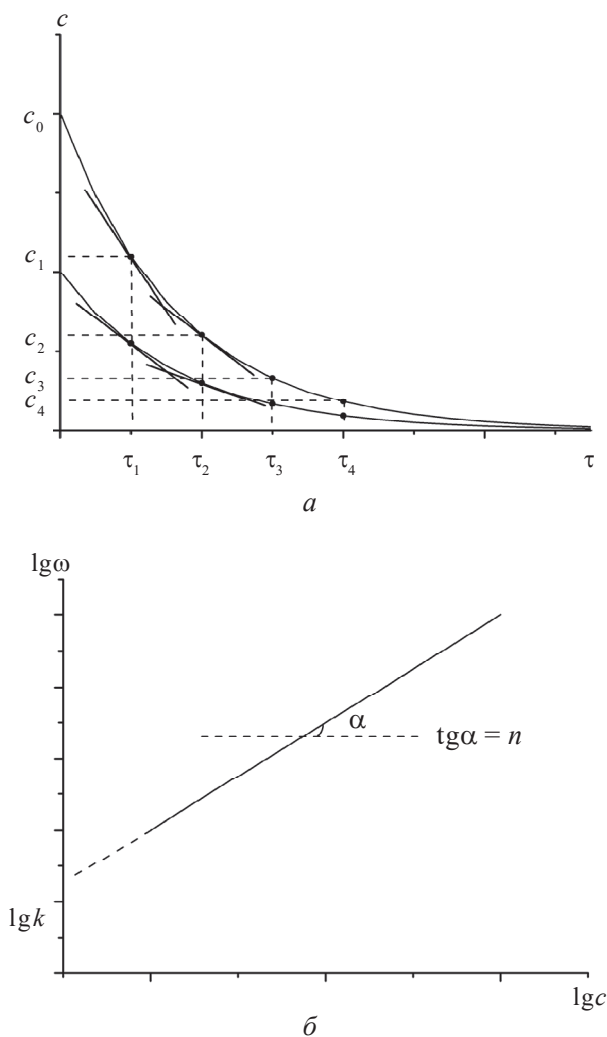 c
c₀
c₁
c₂
c₃
c₄
τ₁ τ₂ τ₃ τ₄ τ
а
lgω
α
tgα = n
lgk
lgc
б